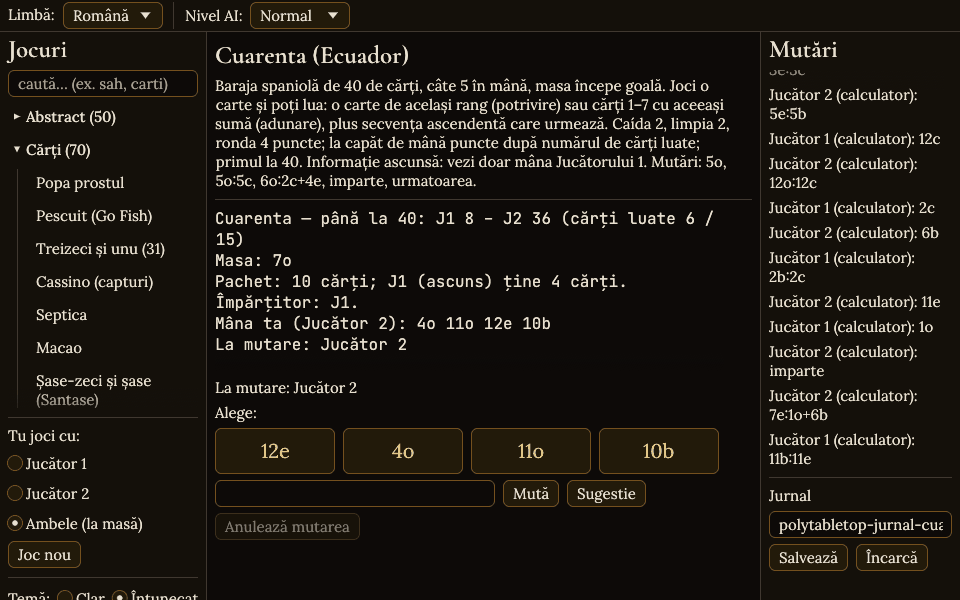 Limbă: Română ▼ Nivel AI: Normal ▼
Jocuri
caută... (ex. sah, carti)
▸ Abstract (50)
▾ Cărți (70)
Popa prostul
Pescuit (Go Fish)
Treizeci și unu (31)
Cassino (capturi)
Septica
Macao
Șase-zeci și șase
(Santase)
Tu joci cu:
Jucător 1
Jucător 2
Ambele (la masă)
Joc nou
Temă: Clar Întunecat
Cuarenta (Ecuador)
Baraja spaniolă de 40 de cărți, câte 5 în mână, masa începe goală. Joci o
carte și poți lua: o carte de același rang (potrivire) sau cărți 1–7 cu aceeași
sumă (adunare), plus secvența ascendentă care urmează. Caída 2, limpia 2,
ronda 4 puncte; la capăt de mână puncte după numărul de cărți luate;
primul la 40. Informație ascunsă: vezi doar mâna Jucătorului 1. Mutări: 5o,
5o:5c, 6o:2c+4e, imparte, urmatoarea.
Cuarenta — până la 40: J1 8 – J2 36 (cărți luate 6 /
15)
Masa: 7o
Pachet: 10 cărți; J1 (ascuns) ține 4 cărți.
Împărțitor: J1.
Mâna ta (Jucător 2): 4o 11o 12e 10b
La mutare: Jucător 2
La mutare: Jucător 2
Alege:
12e 4o 11o 10b
Mută Sugestie
Anulează mutarea
Mutări
5e:5c
Jucător 2 (calculator):
5e:5b
Jucător 1 (calculator): 12c
Jucător 2 (calculator):
12o:12c
Jucător 1 (calculator): 2c
Jucător 2 (calculator): 6b
Jucător 1 (calculator):
2b:2c
Jucător 2 (calculator): 11e
Jucător 1 (calculator): 1o
Jucător 2 (calculator):
imparte
Jucător 2 (calculator):
7e:1o+6b
Jucător 1 (calculator):
11b:11e
Jurnal
polytabletop-jurnal-cua
Salvează Încarcă